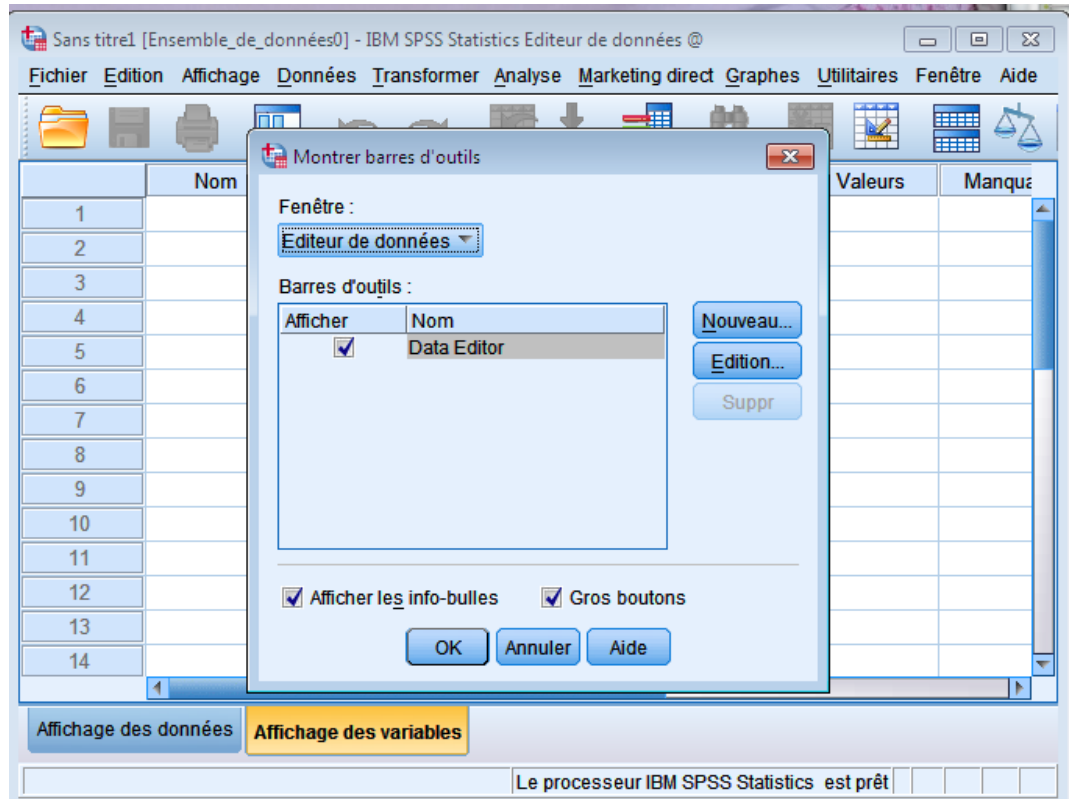 Sans titre1 [Ensemble_de_données0] - IBM SPSS Statistics Editeur de données @
Fichier Edition Affichage Données Transformer Analyse Marketing direct Graphes Utilitaires Fenêtre Aide
Montrer barres d'outils
Nom Valeurs Manqua
Fenêtre :
Editeur de données
Barres d'outils :
Afficher Nom
Data Editor
Nouveau...
Edition...
Suppr
1
2
3
4
5
6
7
8
9
10
11
12
13
14
Afficher les info-bulles Gros boutons
OK Annuler Aide
Affichage des données Affichage des variables
Le processeur IBM SPSS Statistics est prêt